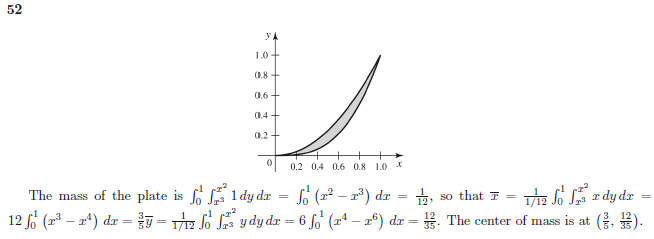 52
y
1.0
0.8
0.6
0.4
0.2
0 0.2 0.4 0.6 0.8 1.0 x
The mass of the plate is ∫₀¹ ∫_{x³}^{x²} 1 dy dx = ∫₀¹ (x² − x³) dx = 1/12, so that x̄ = 1/(1/12) ∫₀¹ ∫_{x³}^{x²} x dy dx =
12 ∫₀¹ (x³ − x⁴) dx = 3/5 ȳ = 1/(1/12) ∫₀¹ ∫_{x³}^{x²} y dy dx = 6 ∫₀¹ (x⁴ − x⁶) dx = 12/35. The center of mass is at (3/5, 12/35).